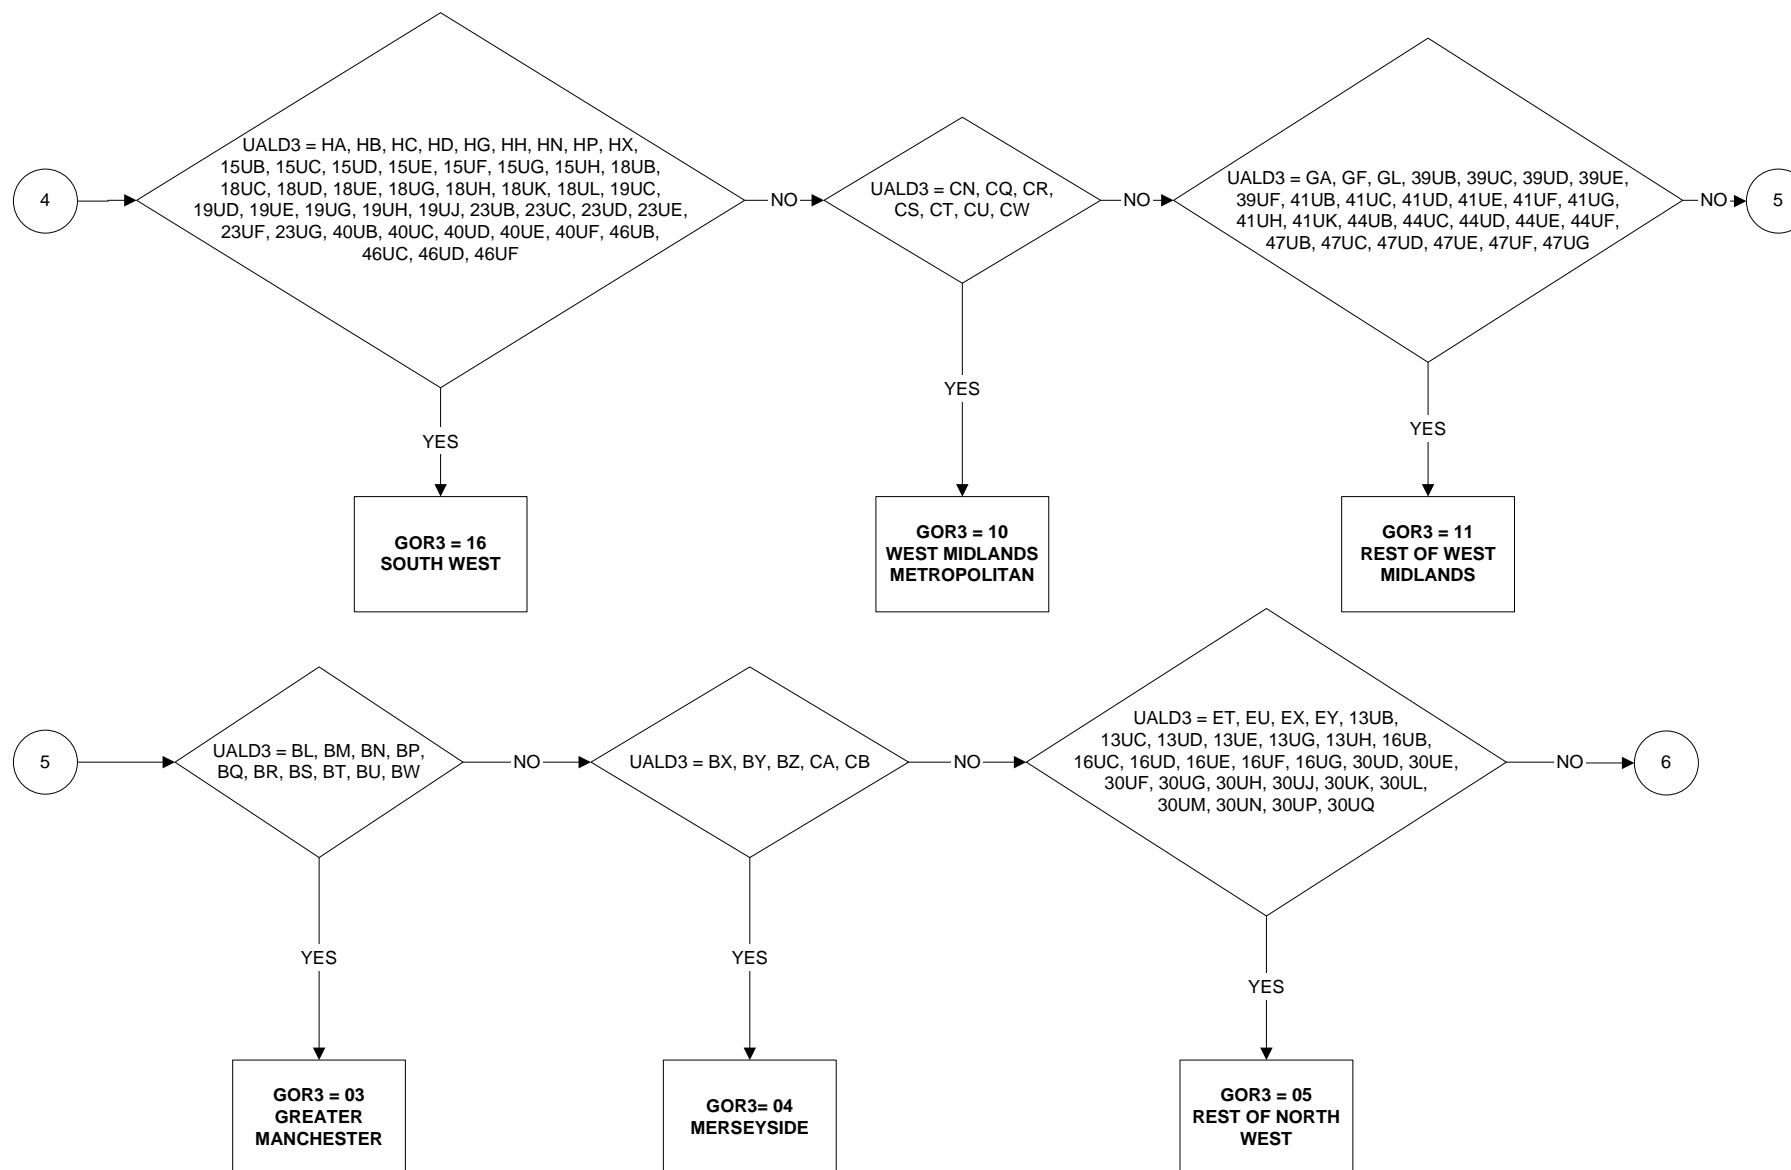 4
UALD3 = HA, HB, HC, HD, HG, HH, HN, HP, HX,
15UB, 15UC, 15UD, 15UE, 15UF, 15UG, 15UH, 18UB,
18UC, 18UD, 18UE, 18UG, 18UH, 18UK, 18UL, 19UC,
19UD, 19UE, 19UG, 19UH, 19UJ, 23UB, 23UC, 23UD, 23UE,
23UF, 23UG, 40UB, 40UC, 40UD, 40UE, 40UF, 46UB,
46UC, 46UD, 46UF
NO
UALD3 = CN, CQ, CR,
CS, CT, CU, CW
NO
UALD3 = GA, GF, GL, 39UB, 39UC, 39UD, 39UE,
39UF, 41UB, 41UC, 41UD, 41UE, 41UF, 41UG,
41UH, 41UK, 44UB, 44UC, 44UD, 44UE, 44UF,
47UB, 47UC, 47UD, 47UE, 47UF, 47UG
NO
5
YES
YES
YES
GOR3 = 16
SOUTH WEST
GOR3 = 10
WEST MIDLANDS
METROPOLITAN
GOR3 = 11
REST OF WEST
MIDLANDS
5
UALD3 = BL, BM, BN, BP,
BQ, BR, BS, BT, BU, BW
NO
UALD3 = BX, BY, BZ, CA, CB
NO
UALD3 = ET, EU, EX, EY, 13UB,
13UC, 13UD, 13UE, 13UG, 13UH, 16UB,
16UC, 16UD, 16UE, 16UF, 16UG, 30UD, 30UE,
30UF, 30UG, 30UH, 30UJ, 30UK, 30UL,
30UM, 30UN, 30UP, 30UQ
NO
6
YES
YES
YES
GOR3 = 03
GREATER
MANCHESTER
GOR3= 04
MERSEYSIDE
GOR3 = 05
REST OF NORTH
WEST